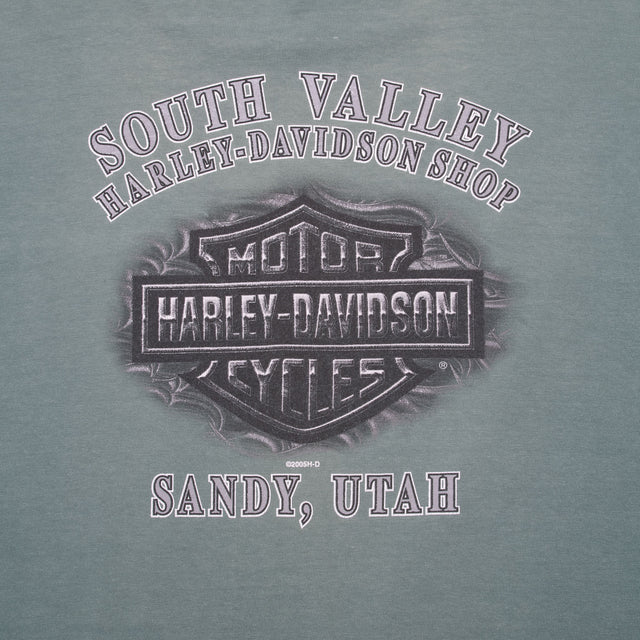 SOUTH VALLEY
HARLEY-DAVIDSON SHOP
MOTOR
HARLEY-DAVIDSON
CYCLES
®
©2005H-D
SANDY, UTAH